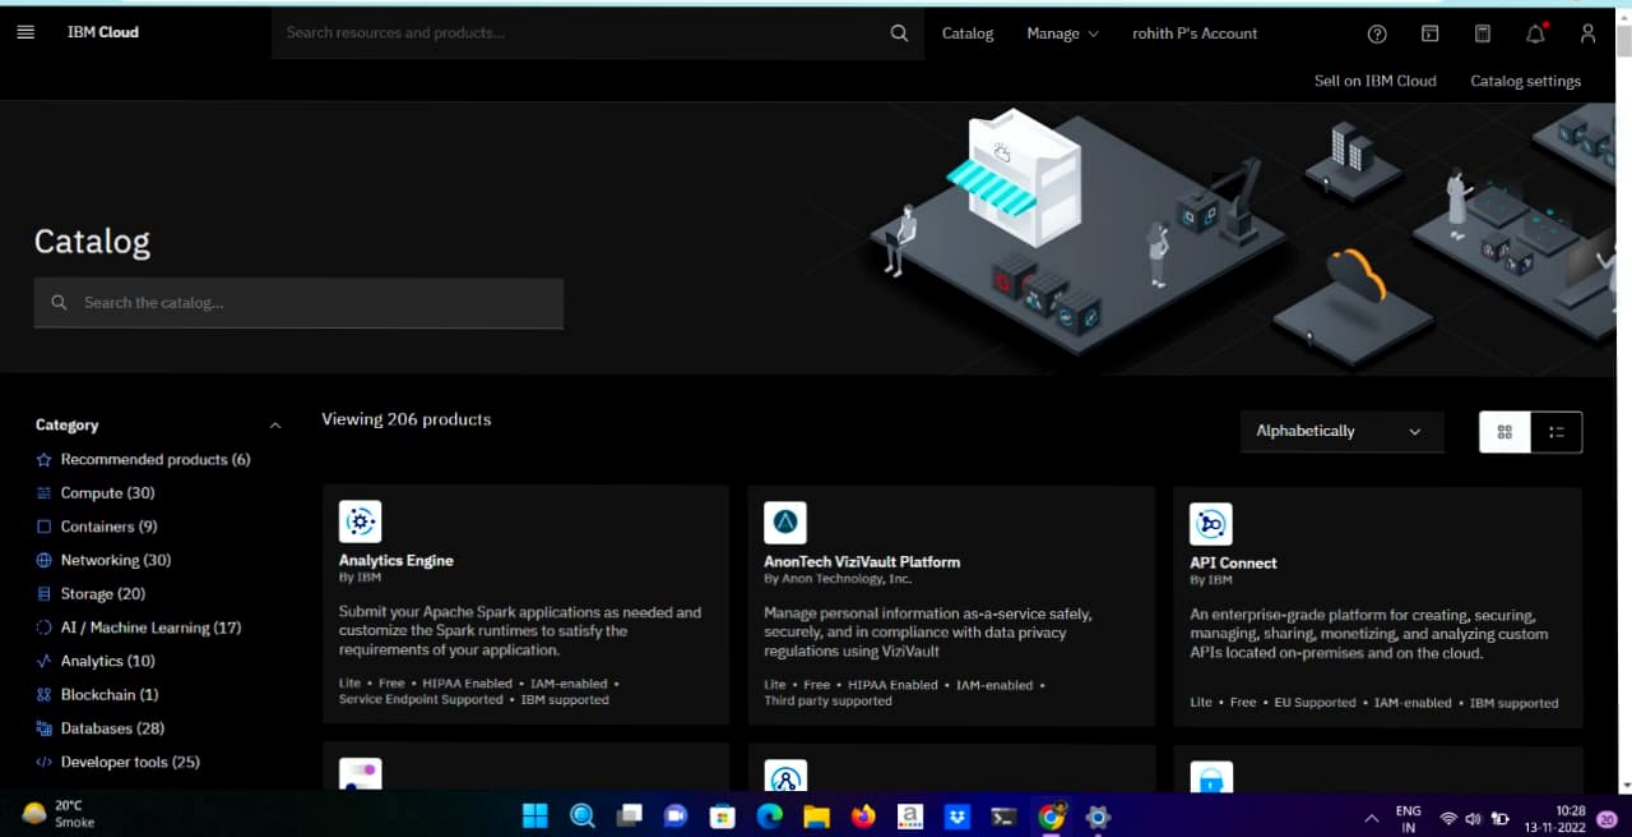 IBM Cloud
Search resources and products...
Catalog
Manage
rohith P's Account
Sell on IBM Cloud
Catalog settings
Catalog
Search the catalog...
Category
Recommended products (6)
Compute (30)
Containers (9)
Networking (30)
Storage (20)
AI / Machine Learning (17)
Analytics (10)
Blockchain (1)
Databases (28)
Developer tools (25)
Viewing 206 products
Alphabetically
Analytics Engine
By IBM
Submit your Apache Spark applications as needed and
customize the Spark runtimes to satisfy the
requirements of your application.
Lite • Free • HIPAA Enabled • IAM-enabled •
Service Endpoint Supported • IBM supported
AnonTech ViziVault Platform
By Anon Technology, Inc.
Manage personal information as-a-service safely,
securely, and in compliance with data privacy
regulations using ViziVault
Lite • Free • HIPAA Enabled • IAM-enabled •
Third party supported
API Connect
By IBM
An enterprise-grade platform for creating, securing,
managing, sharing, monetizing, and analyzing custom
APIs located on-premises and on the cloud.
Lite • Free • EU Supported • IAM-enabled • IBM supported
20°C
Smoke
a
ENG
IN
10:28
13-11-2022
20